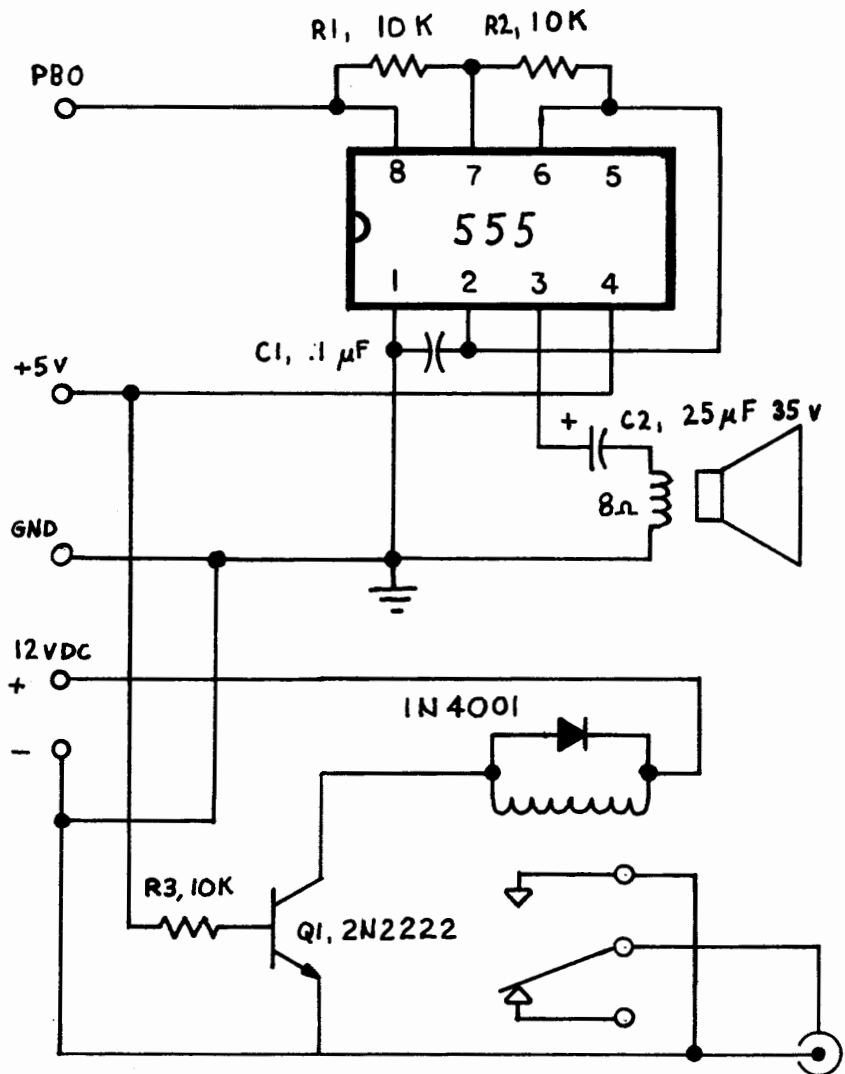 R1, 10K R2, 10K
PB0
8 7 6 5
555
1 2 3 4
C1, .1 µF
+5V
+ C2, 25µF 35V
8Ω
GND
12VDC
+
1N4001
−
R3, 10K
Q1, 2N2222